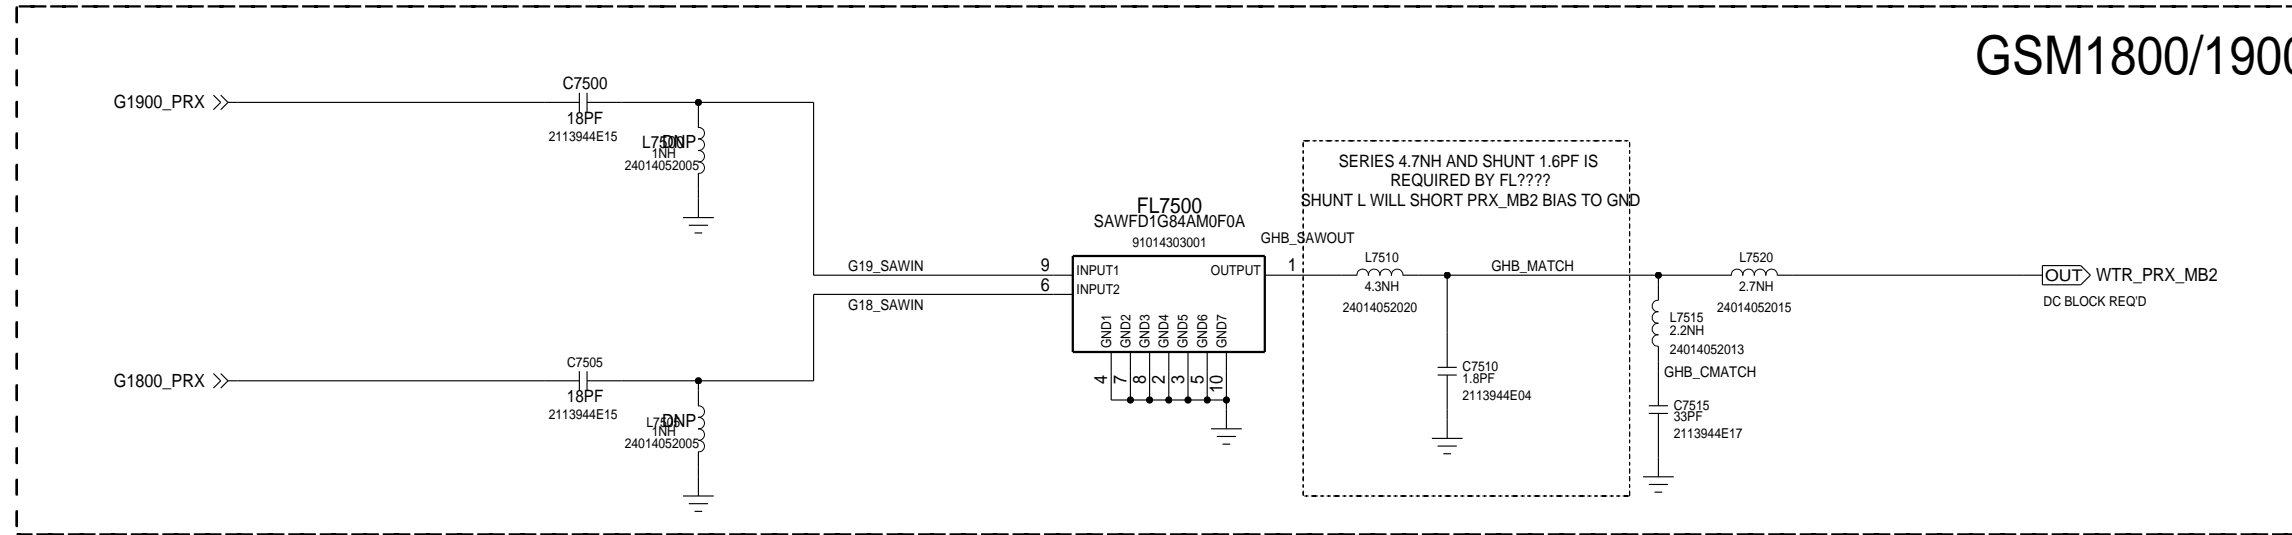 GSM1800/1900
C7500
G1900_PRX
18PF
2113944E15
L7500
DNP
1NH
24014052005
SERIES 4.7NH AND SHUNT 1.6PF IS
REQUIRED BY FL????
SHUNT L WILL SHORT PRX_MB2 BIAS TO GND
FL7500
SAWFD1G84AM0F0A
91014303001
GHB_SAWOUT
G19_SAWIN
9
INPUT1
OUTPUT
1
L7510
4.3NH
24014052020
GHB_MATCH
L7520
2.7NH
24014052015
OUT
WTR_PRX_MB2
DC BLOCK REQ'D
G18_SAWIN
6
INPUT2
GND1
GND2
GND3
GND4
GND5
GND6
GND7
4
7
8
2
3
5
10
L7515
2.2NH
24014052013
GHB_CMATCH
C7510
1.8PF
2113944E04
C7515
33PF
2113944E17
C7505
G1800_PRX
18PF
2113944E15
L7505
DNP
1NH
24014052005